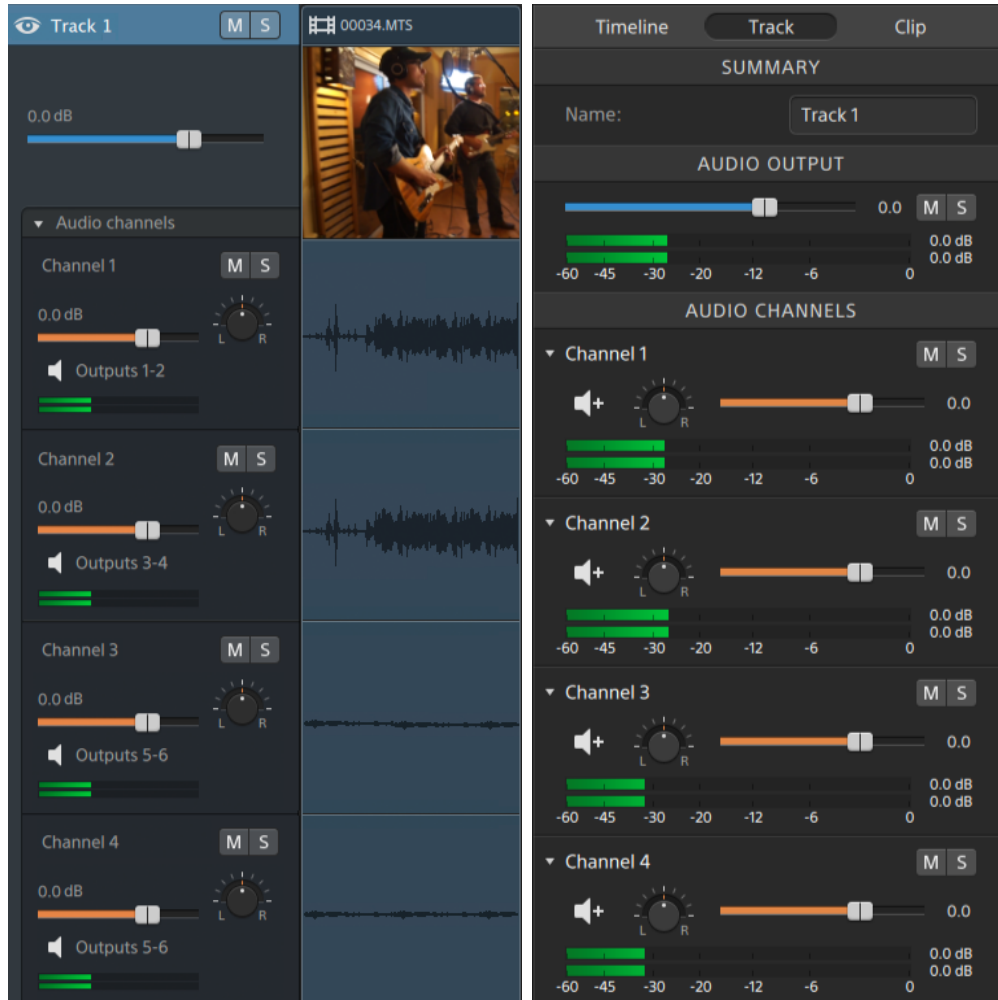 Track 1
M S
00034.MTS
0.0 dB
Audio channels
Channel 1
M S
0.0 dB
L R
Outputs 1-2
Channel 2
M S
0.0 dB
L R
Outputs 3-4
Channel 3
M S
0.0 dB
L R
Outputs 5-6
Channel 4
M S
0.0 dB
L R
Outputs 5-6
Timeline Track Clip
SUMMARY
Name: Track 1
AUDIO OUTPUT
0.0 M S
0.0 dB
0.0 dB
-60 -45 -30 -20 -12 -6 0
AUDIO CHANNELS
Channel 1 M S
0.0
L R
0.0 dB
0.0 dB
-60 -45 -30 -20 -12 -6 0
Channel 2 M S
0.0
L R
0.0 dB
0.0 dB
-60 -45 -30 -20 -12 -6 0
Channel 3 M S
0.0
L R
0.0 dB
0.0 dB
-60 -45 -30 -20 -12 -6 0
Channel 4 M S
0.0
L R
0.0 dB
0.0 dB
-60 -45 -30 -20 -12 -6 0